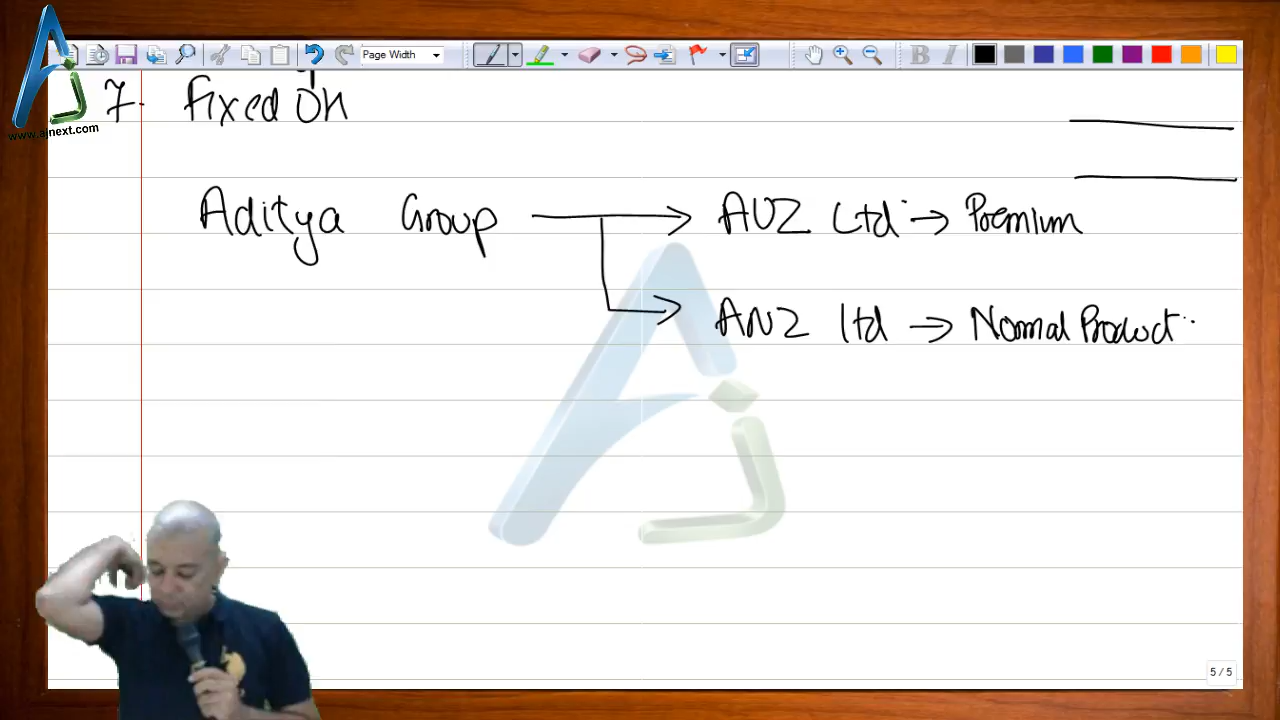 Page Width
www.ajnext.com
7. Fixed OH
Aditya Group → AUZ Ltd. → Premium
ANZ Ltd → Normal Product
5 / 5